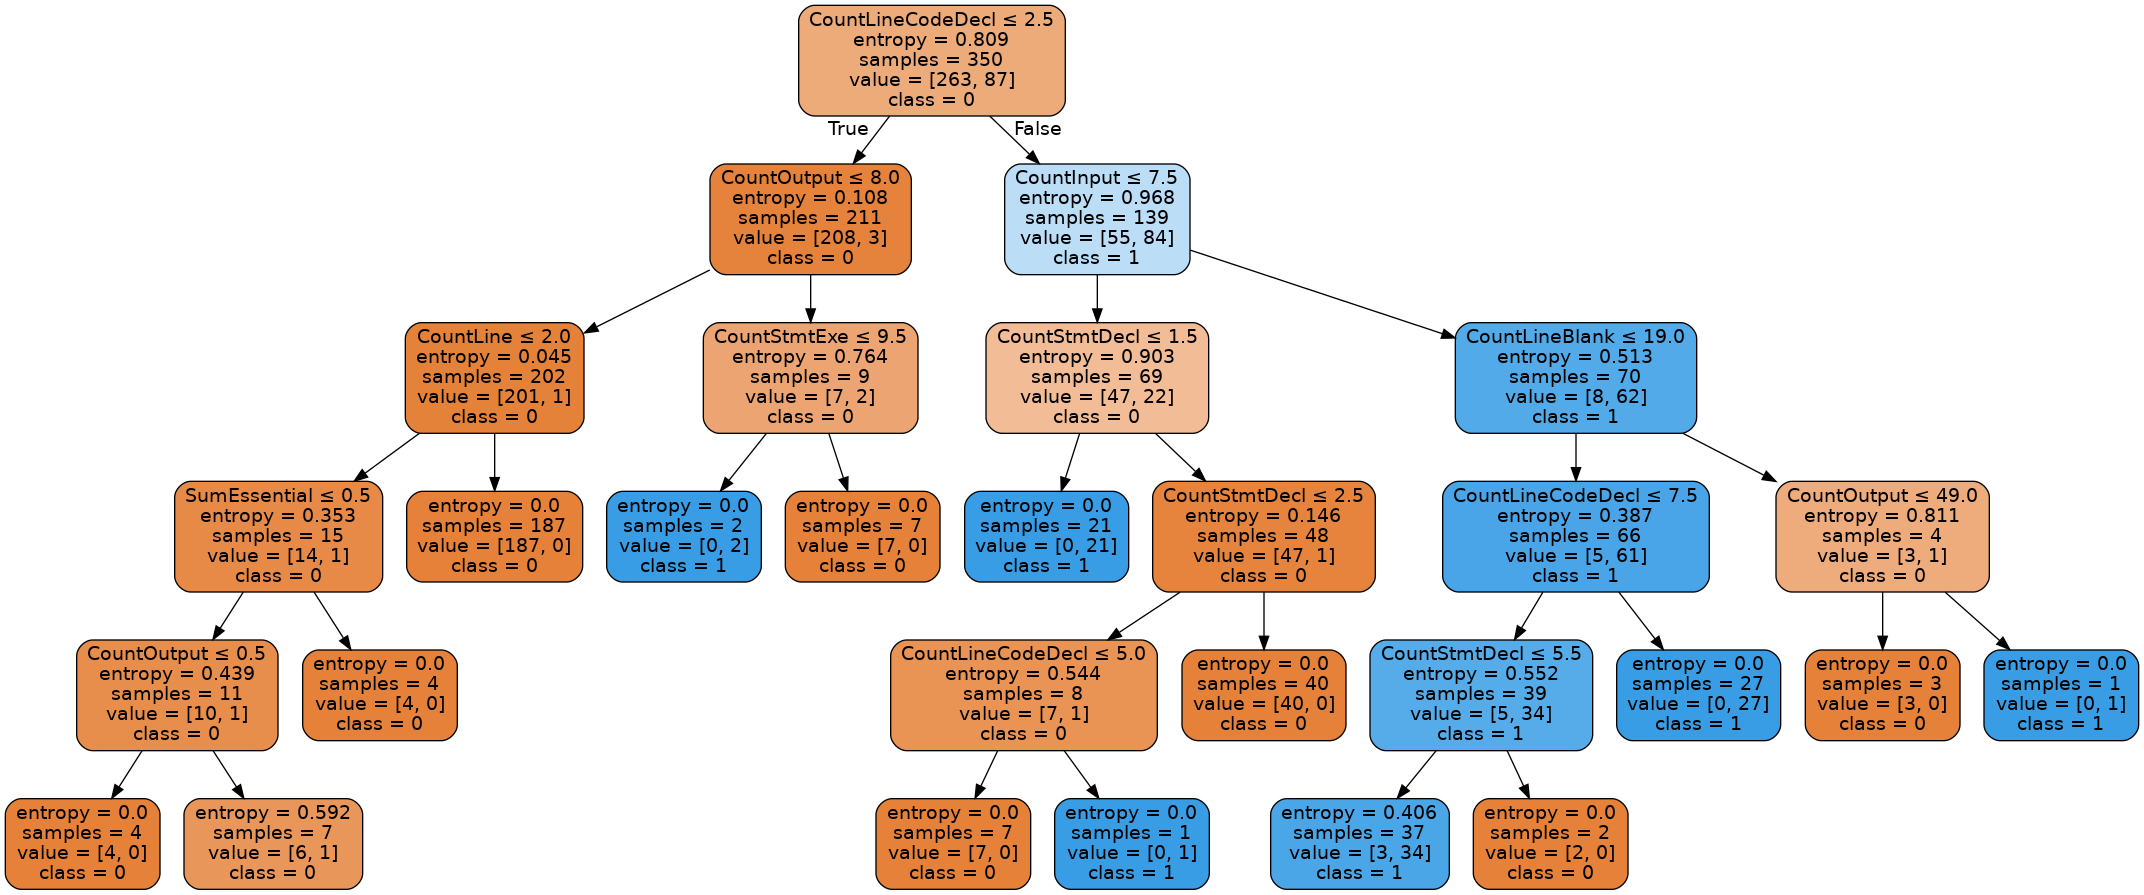 CountLineCodeDecl ≤ 2.5
entropy = 0.809
samples = 350
value = [263, 87]
class = 0
True
False
CountOutput ≤ 8.0
entropy = 0.108
samples = 211
value = [208, 3]
class = 0
CountInput ≤ 7.5
entropy = 0.968
samples = 139
value = [55, 84]
class = 1
CountLine ≤ 2.0
entropy = 0.045
samples = 202
value = [201, 1]
class = 0
CountStmtExe ≤ 9.5
entropy = 0.764
samples = 9
value = [7, 2]
class = 0
CountStmtDecl ≤ 1.5
entropy = 0.903
samples = 69
value = [47, 22]
class = 0
CountLineBlank ≤ 19.0
entropy = 0.513
samples = 70
value = [8, 62]
class = 1
SumEssential ≤ 0.5
entropy = 0.353
samples = 15
value = [14, 1]
class = 0
entropy = 0.0
samples = 187
value = [187, 0]
class = 0
entropy = 0.0
samples = 2
value = [0, 2]
class = 1
entropy = 0.0
samples = 7
value = [7, 0]
class = 0
entropy = 0.0
samples = 21
value = [0, 21]
class = 1
CountStmtDecl ≤ 2.5
entropy = 0.146
samples = 48
value = [47, 1]
class = 0
CountLineCodeDecl ≤ 7.5
entropy = 0.387
samples = 66
value = [5, 61]
class = 1
CountOutput ≤ 49.0
entropy = 0.811
samples = 4
value = [3, 1]
class = 0
CountOutput ≤ 0.5
entropy = 0.439
samples = 11
value = [10, 1]
class = 0
entropy = 0.0
samples = 4
value = [4, 0]
class = 0
CountLineCodeDecl ≤ 5.0
entropy = 0.544
samples = 8
value = [7, 1]
class = 0
entropy = 0.0
samples = 40
value = [40, 0]
class = 0
CountStmtDecl ≤ 5.5
entropy = 0.552
samples = 39
value = [5, 34]
class = 1
entropy = 0.0
samples = 27
value = [0, 27]
class = 1
entropy = 0.0
samples = 3
value = [3, 0]
class = 0
entropy = 0.0
samples = 1
value = [0, 1]
class = 1
entropy = 0.0
samples = 4
value = [4, 0]
class = 0
entropy = 0.592
samples = 7
value = [6, 1]
class = 0
entropy = 0.0
samples = 7
value = [7, 0]
class = 0
entropy = 0.0
samples = 1
value = [0, 1]
class = 1
entropy = 0.406
samples = 37
value = [3, 34]
class = 1
entropy = 0.0
samples = 2
value = [2, 0]
class = 0